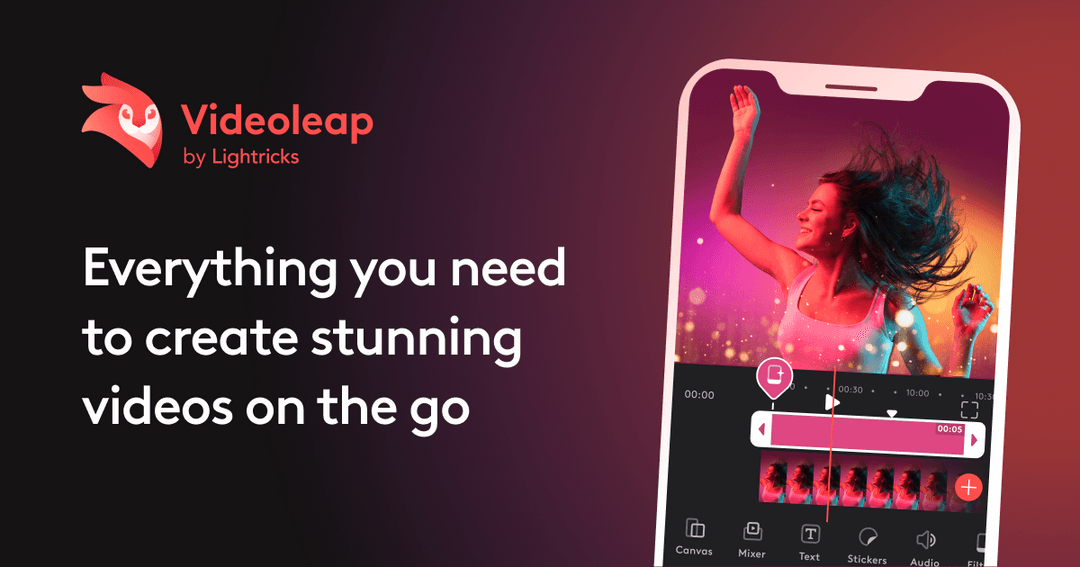 Videoleap
by Lightricks
Everything you need
to create stunning
videos on the go
00:00
00:30
10:00
00:05
Canvas
Mixer
Text
Stickers
Audio